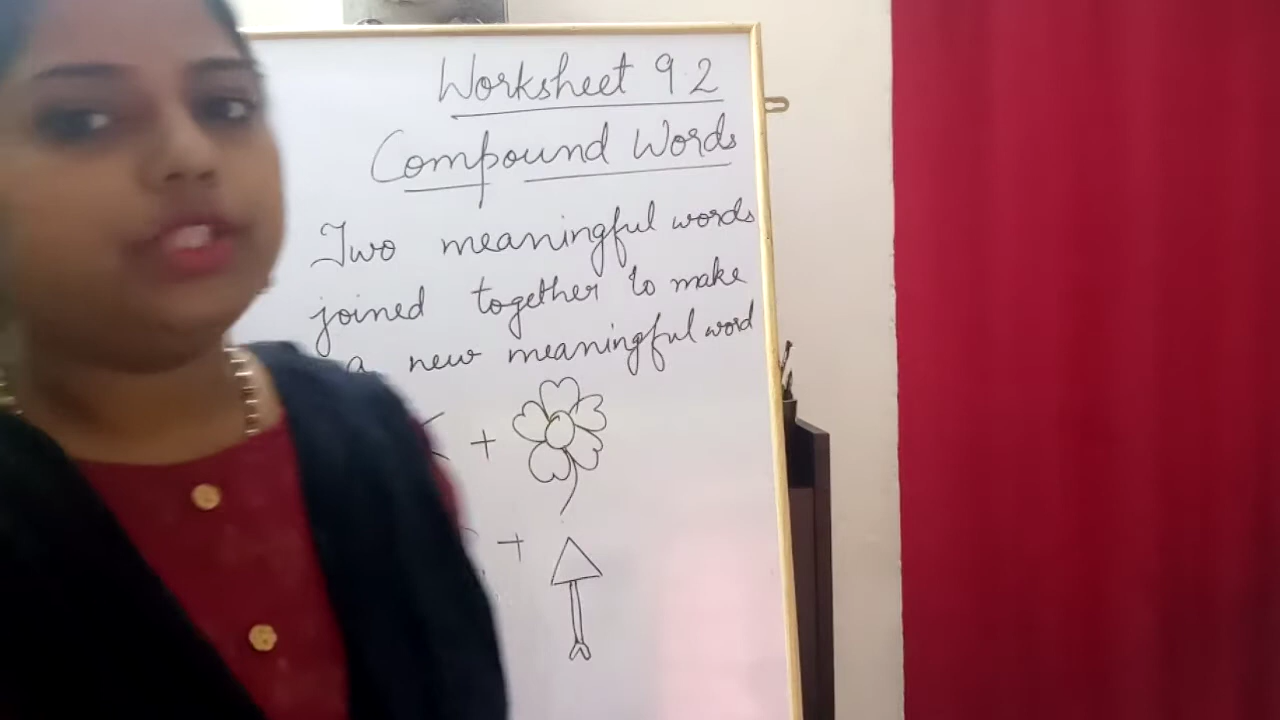 Worksheet 9.2
Compound Words
Two meaningful words
joined together to make
a new meaningful word
+
+